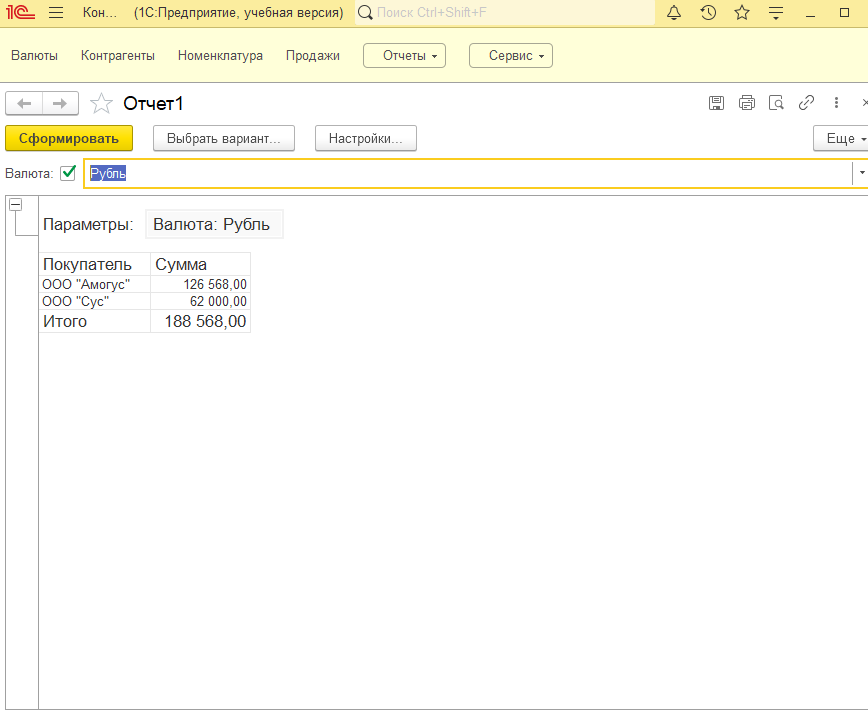 1С Кон... (1С:Предприятие, учебная версия) Поиск Ctrl+Shift+F
Валюты Контрагенты Номенклатура Продажи Отчеты Сервис
Отчет1
Сформировать Выбрать вариант... Настройки... Еще
Валюта: Рубль
Параметры: Валюта: Рубль
Покупатель Сумма
ООО "Амогус" 126 568,00
ООО "Сус" 62 000,00
Итого 188 568,00